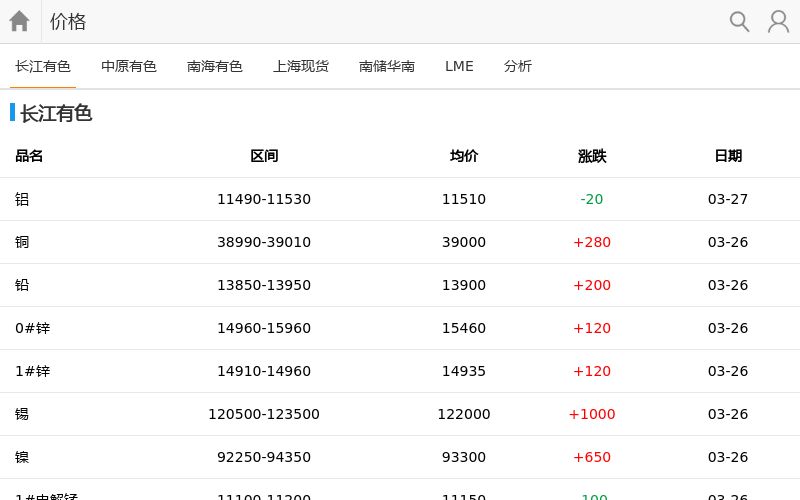 价格
长江有色 中原有色 南海有色 上海现货 南储华南 LME 分析
长江有色
品名 区间 均价 涨跌 日期
铝 11490-11530 11510 -20 03-27
铜 38990-39010 39000 +280 03-26
铅 13850-13950 13900 +200 03-26
0#锌 14960-15960 15460 +120 03-26
1#锌 14910-14960 14935 +120 03-26
锡 120500-123500 122000 +1000 03-26
镍 92250-94350 93300 +650 03-26
1#电解锰 11100-11200 11150 -100 03-26